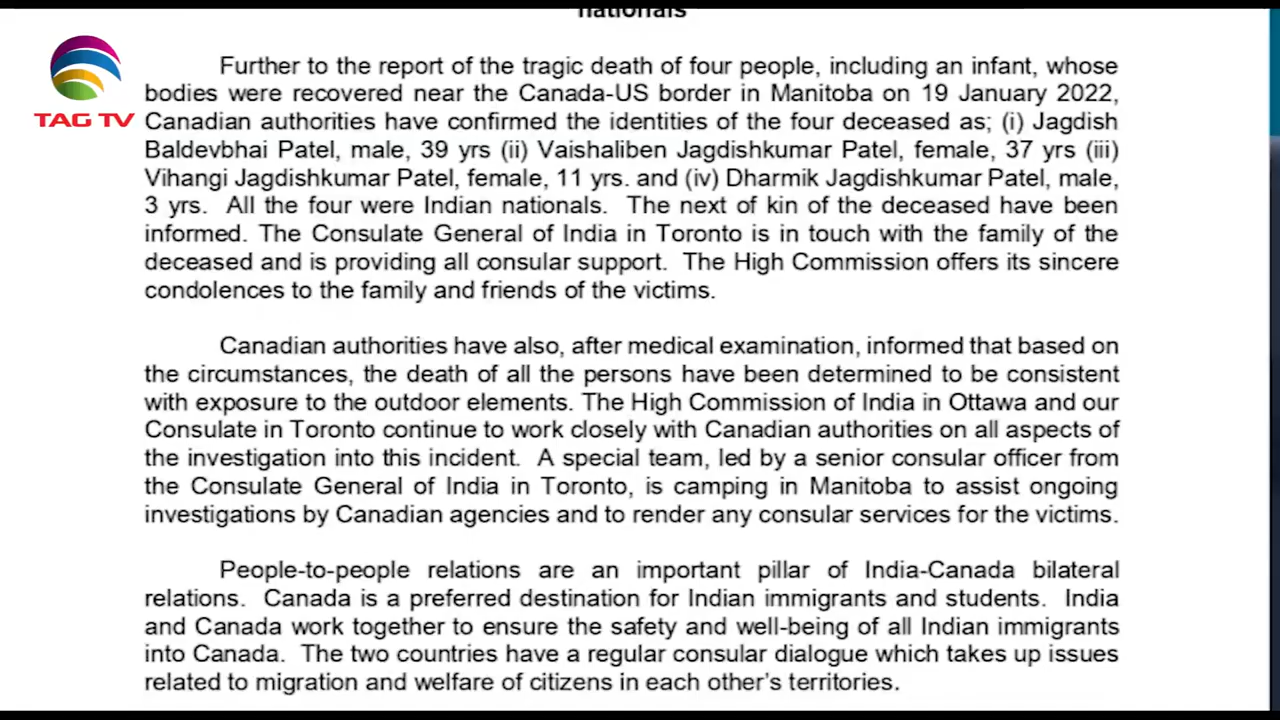 nationals
TAG TV
Further to the report of the tragic death of four people, including an infant, whose
bodies were recovered near the Canada-US border in Manitoba on 19 January 2022,
Canadian authorities have confirmed the identities of the four deceased as; (i) Jagdish
Baldevbhai Patel, male, 39 yrs (ii) Vaishaliben Jagdishkumar Patel, female, 37 yrs (iii)
Vihangi Jagdishkumar Patel, female, 11 yrs. and (iv) Dharmik Jagdishkumar Patel, male,
3 yrs. All the four were Indian nationals. The next of kin of the deceased have been
informed. The Consulate General of India in Toronto is in touch with the family of the
deceased and is providing all consular support. The High Commission offers its sincere
condolences to the family and friends of the victims.
Canadian authorities have also, after medical examination, informed that based on
the circumstances, the death of all the persons have been determined to be consistent
with exposure to the outdoor elements. The High Commission of India in Ottawa and our
Consulate in Toronto continue to work closely with Canadian authorities on all aspects of
the investigation into this incident. A special team, led by a senior consular officer from
the Consulate General of India in Toronto, is camping in Manitoba to assist ongoing
investigations by Canadian agencies and to render any consular services for the victims.
People-to-people relations are an important pillar of India-Canada bilateral
relations. Canada is a preferred destination for Indian immigrants and students. India
and Canada work together to ensure the safety and well-being of all Indian immigrants
into Canada. The two countries have a regular consular dialogue which takes up issues
related to migration and welfare of citizens in each other's territories.